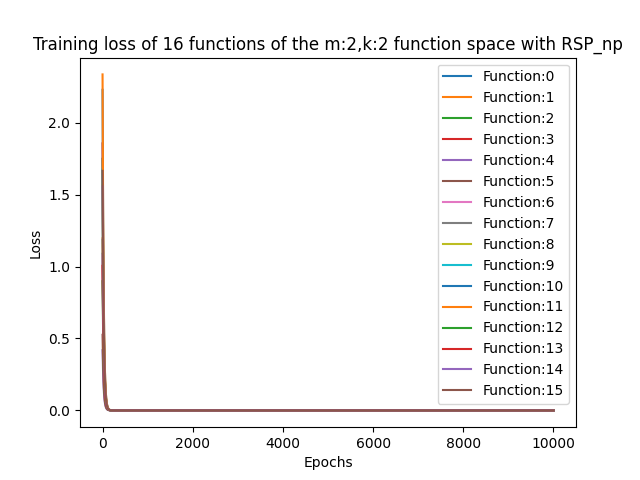 Training loss of 16 functions of the m:2,k:2 function space with RSP_np
Loss
2.0
1.5
1.0
0.5
0.0
0
2000
4000
6000
8000
10000
Epochs
Function:0
Function:1
Function:2
Function:3
Function:4
Function:5
Function:6
Function:7
Function:8
Function:9
Function:10
Function:11
Function:12
Function:13
Function:14
Function:15